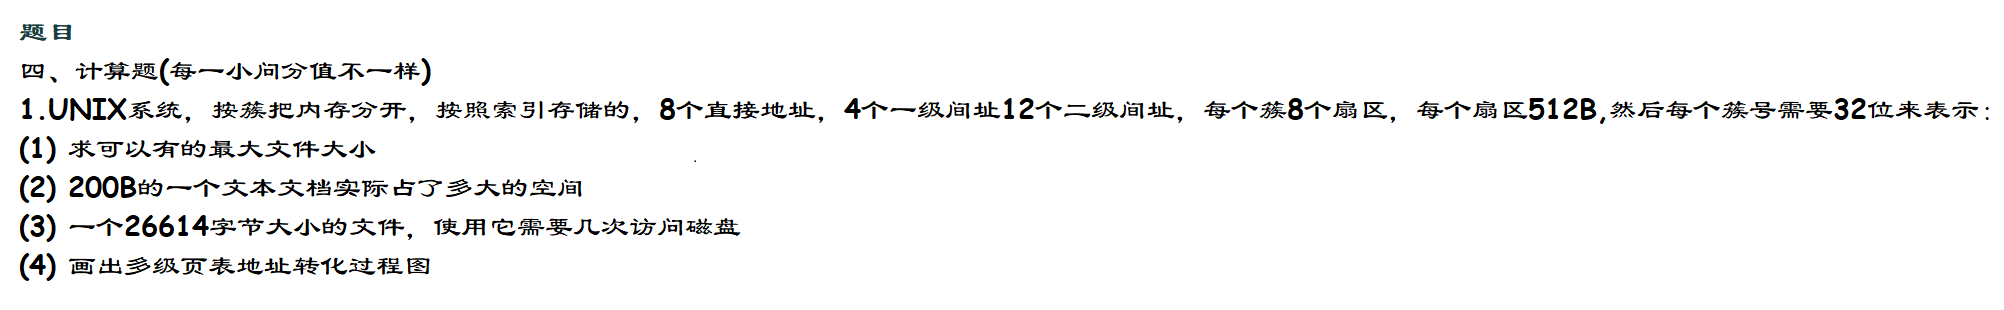 题目
四、计算题(每一小问分值不一样)
1.UNIX系统，按簇把内存分开，按照索引存储的，8个直接地址，4个一级间址12个二级间址，每个簇8个扇区，每个扇区512B,然后每个簇号需要32位来表示：
(1) 求可以有的最大文件大小
(2) 200B的一个文本文档实际占了多大的空间
(3) 一个26614字节大小的文件，使用它需要几次访问磁盘
(4) 画出多级页表地址转化过程图